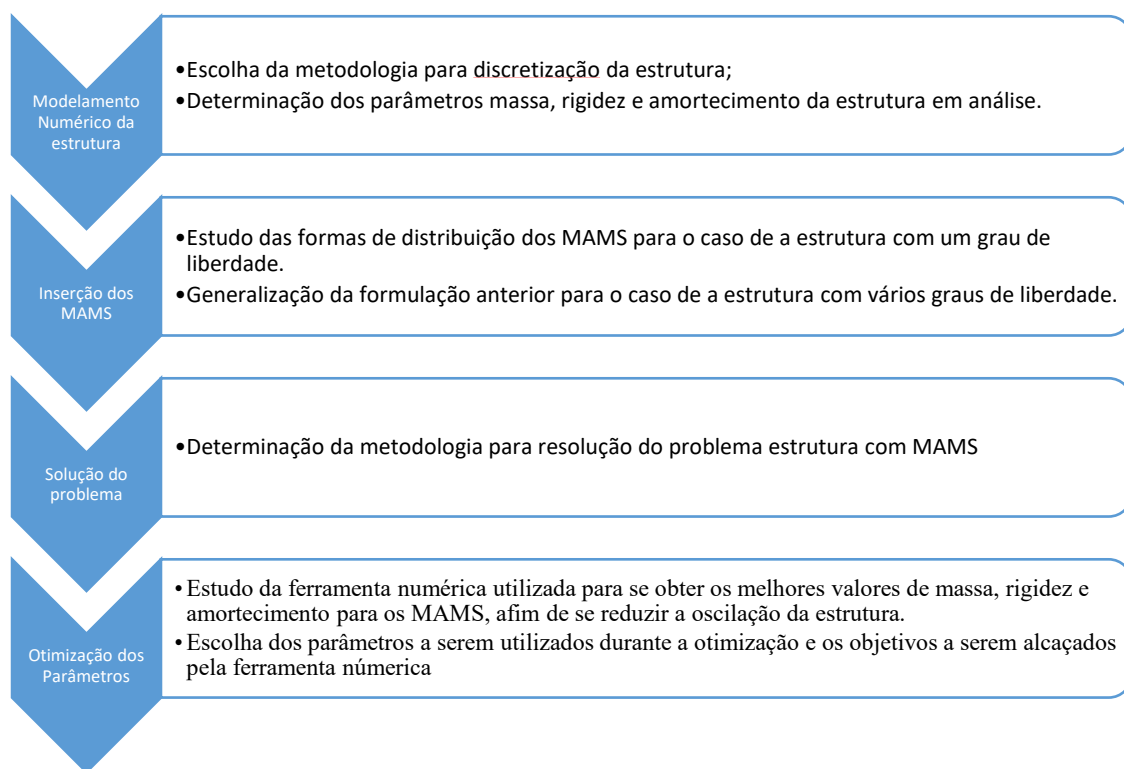 Modelamento
Numérico da
estrutura
•Escolha da metodologia para discretização da estrutura;
•Determinação dos parâmetros massa, rigidez e amortecimento da estrutura em análise.
Inserção dos
MAMS
•Estudo das formas de distribuição dos MAMS para o caso de a estrutura com um grau de
liberdade.
•Generalização da formulação anterior para o caso de a estrutura com vários graus de liberdade.
Solução do
problema
•Determinação da metodologia para resolução do problema estrutura com MAMS
Otimização dos
Parâmetros
• Estudo da ferramenta numérica utilizada para se obter os melhores valores de massa, rigidez e
amortecimento para os MAMS, afim de se reduzir a oscilação da estrutura.
• Escolha dos parâmetros a serem utilizados durante a otimização e os objetivos a serem alcaçados
pela ferramenta númerica